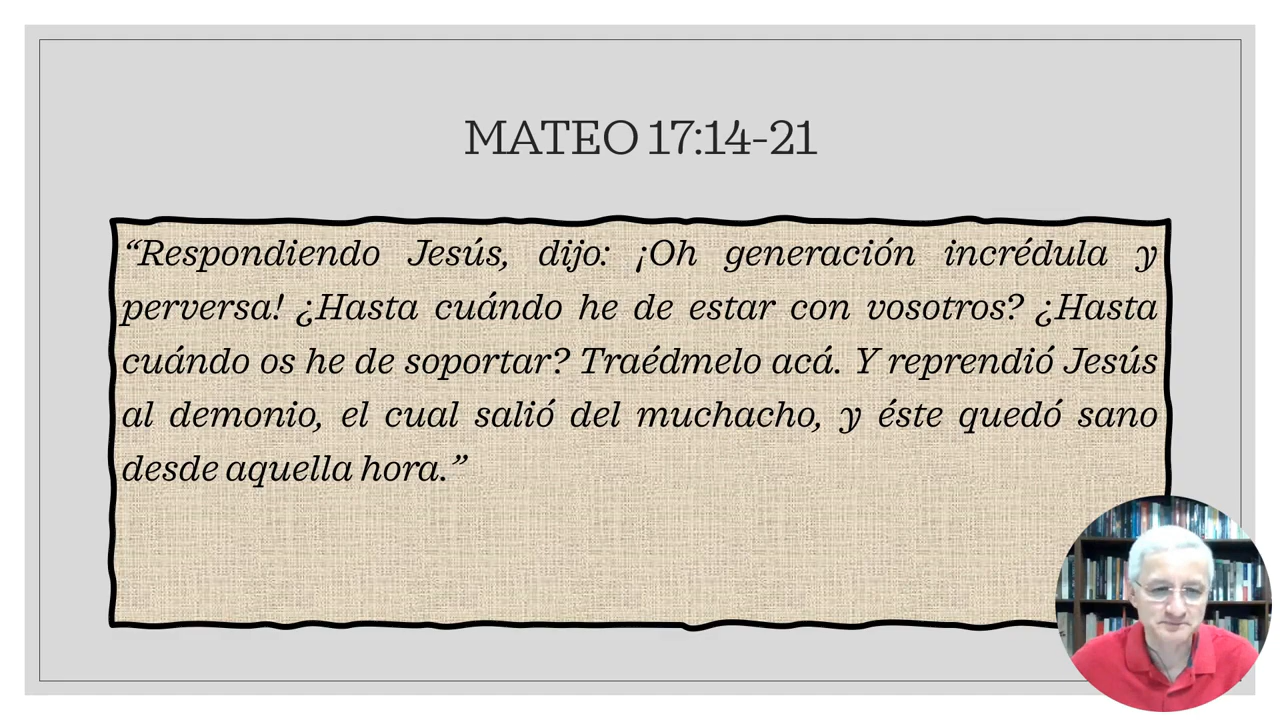 MATEO 17:14-21
“Respondiendo Jesús, dijo: ¡Oh generación incrédula y
perversa! ¿Hasta cuándo he de estar con vosotros? ¿Hasta
cuándo os he de soportar? Traédmelo acá. Y reprendió Jesús
al demonio, el cual salió del muchacho, y éste quedó sano
desde aquella hora.”